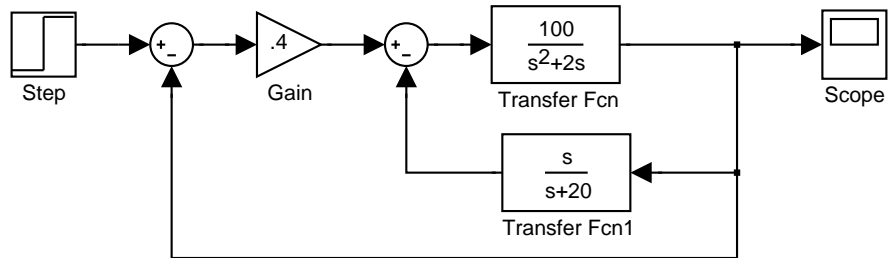 +
-
.4
+
-
100
s2+2s
Step
Gain
Transfer Fcn
Scope
s
s+20
Transfer Fcn1